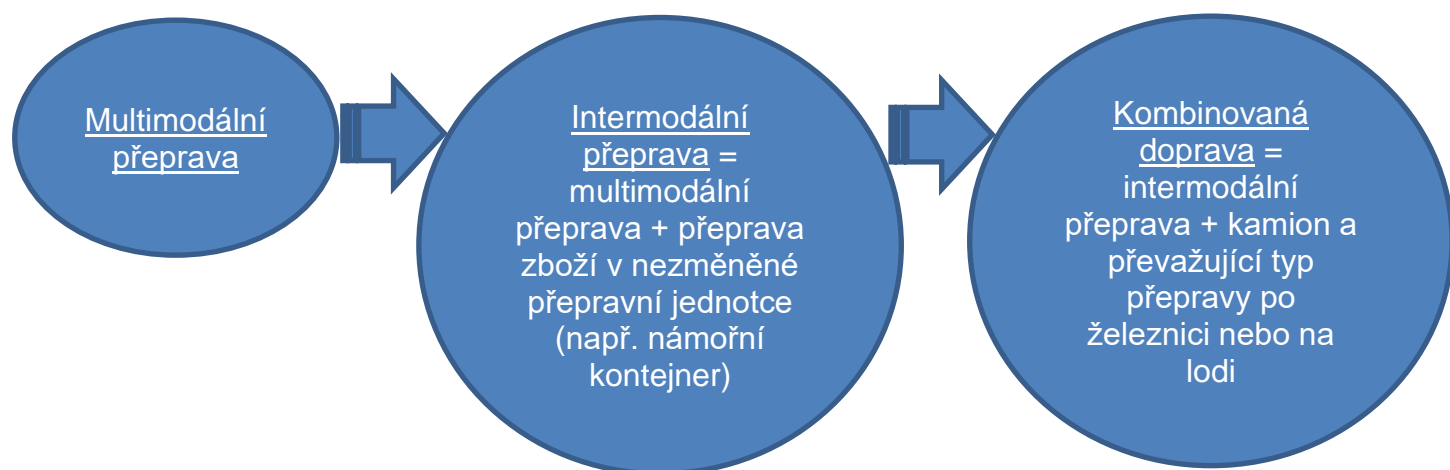 Multimodální
přeprava
Intermodální
přeprava =
multimodální
přeprava + přeprava
zboží v nezměněné
přepravní jednotce
(např. námořní
kontejner)
Kombinovaná
doprava =
intermodální
přeprava + kamion a
převažující typ
přepravy po
železnici nebo na
lodi